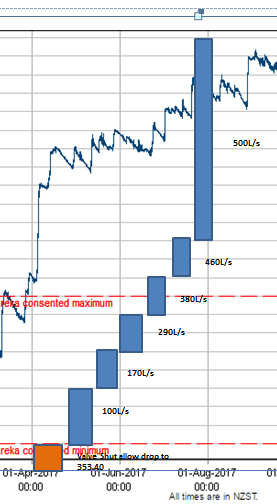 500L/s
460L/s
380L/s
reka consented maximum
290L/s
170L/s
100L/s
reka co d minimum
Valve Shut allow drop to
353.40
01-Apr-2017 01-Jun-2017 01-Aug-2017 01
00:00 00:00 00:00
All times are in NZST.